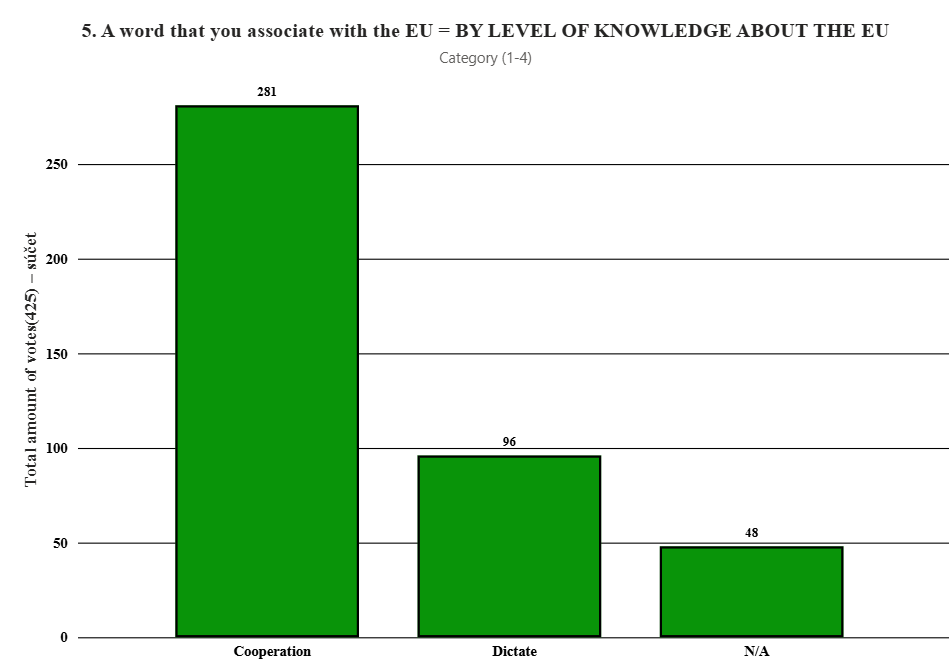 5. A word that you associate with the EU = BY LEVEL OF KNOWLEDGE ABOUT THE EU
Category (1-4)
Total amount of votes(425) – súčet
281
250
200
150
100
96
50
48
0
Cooperation
Dictate
N/A